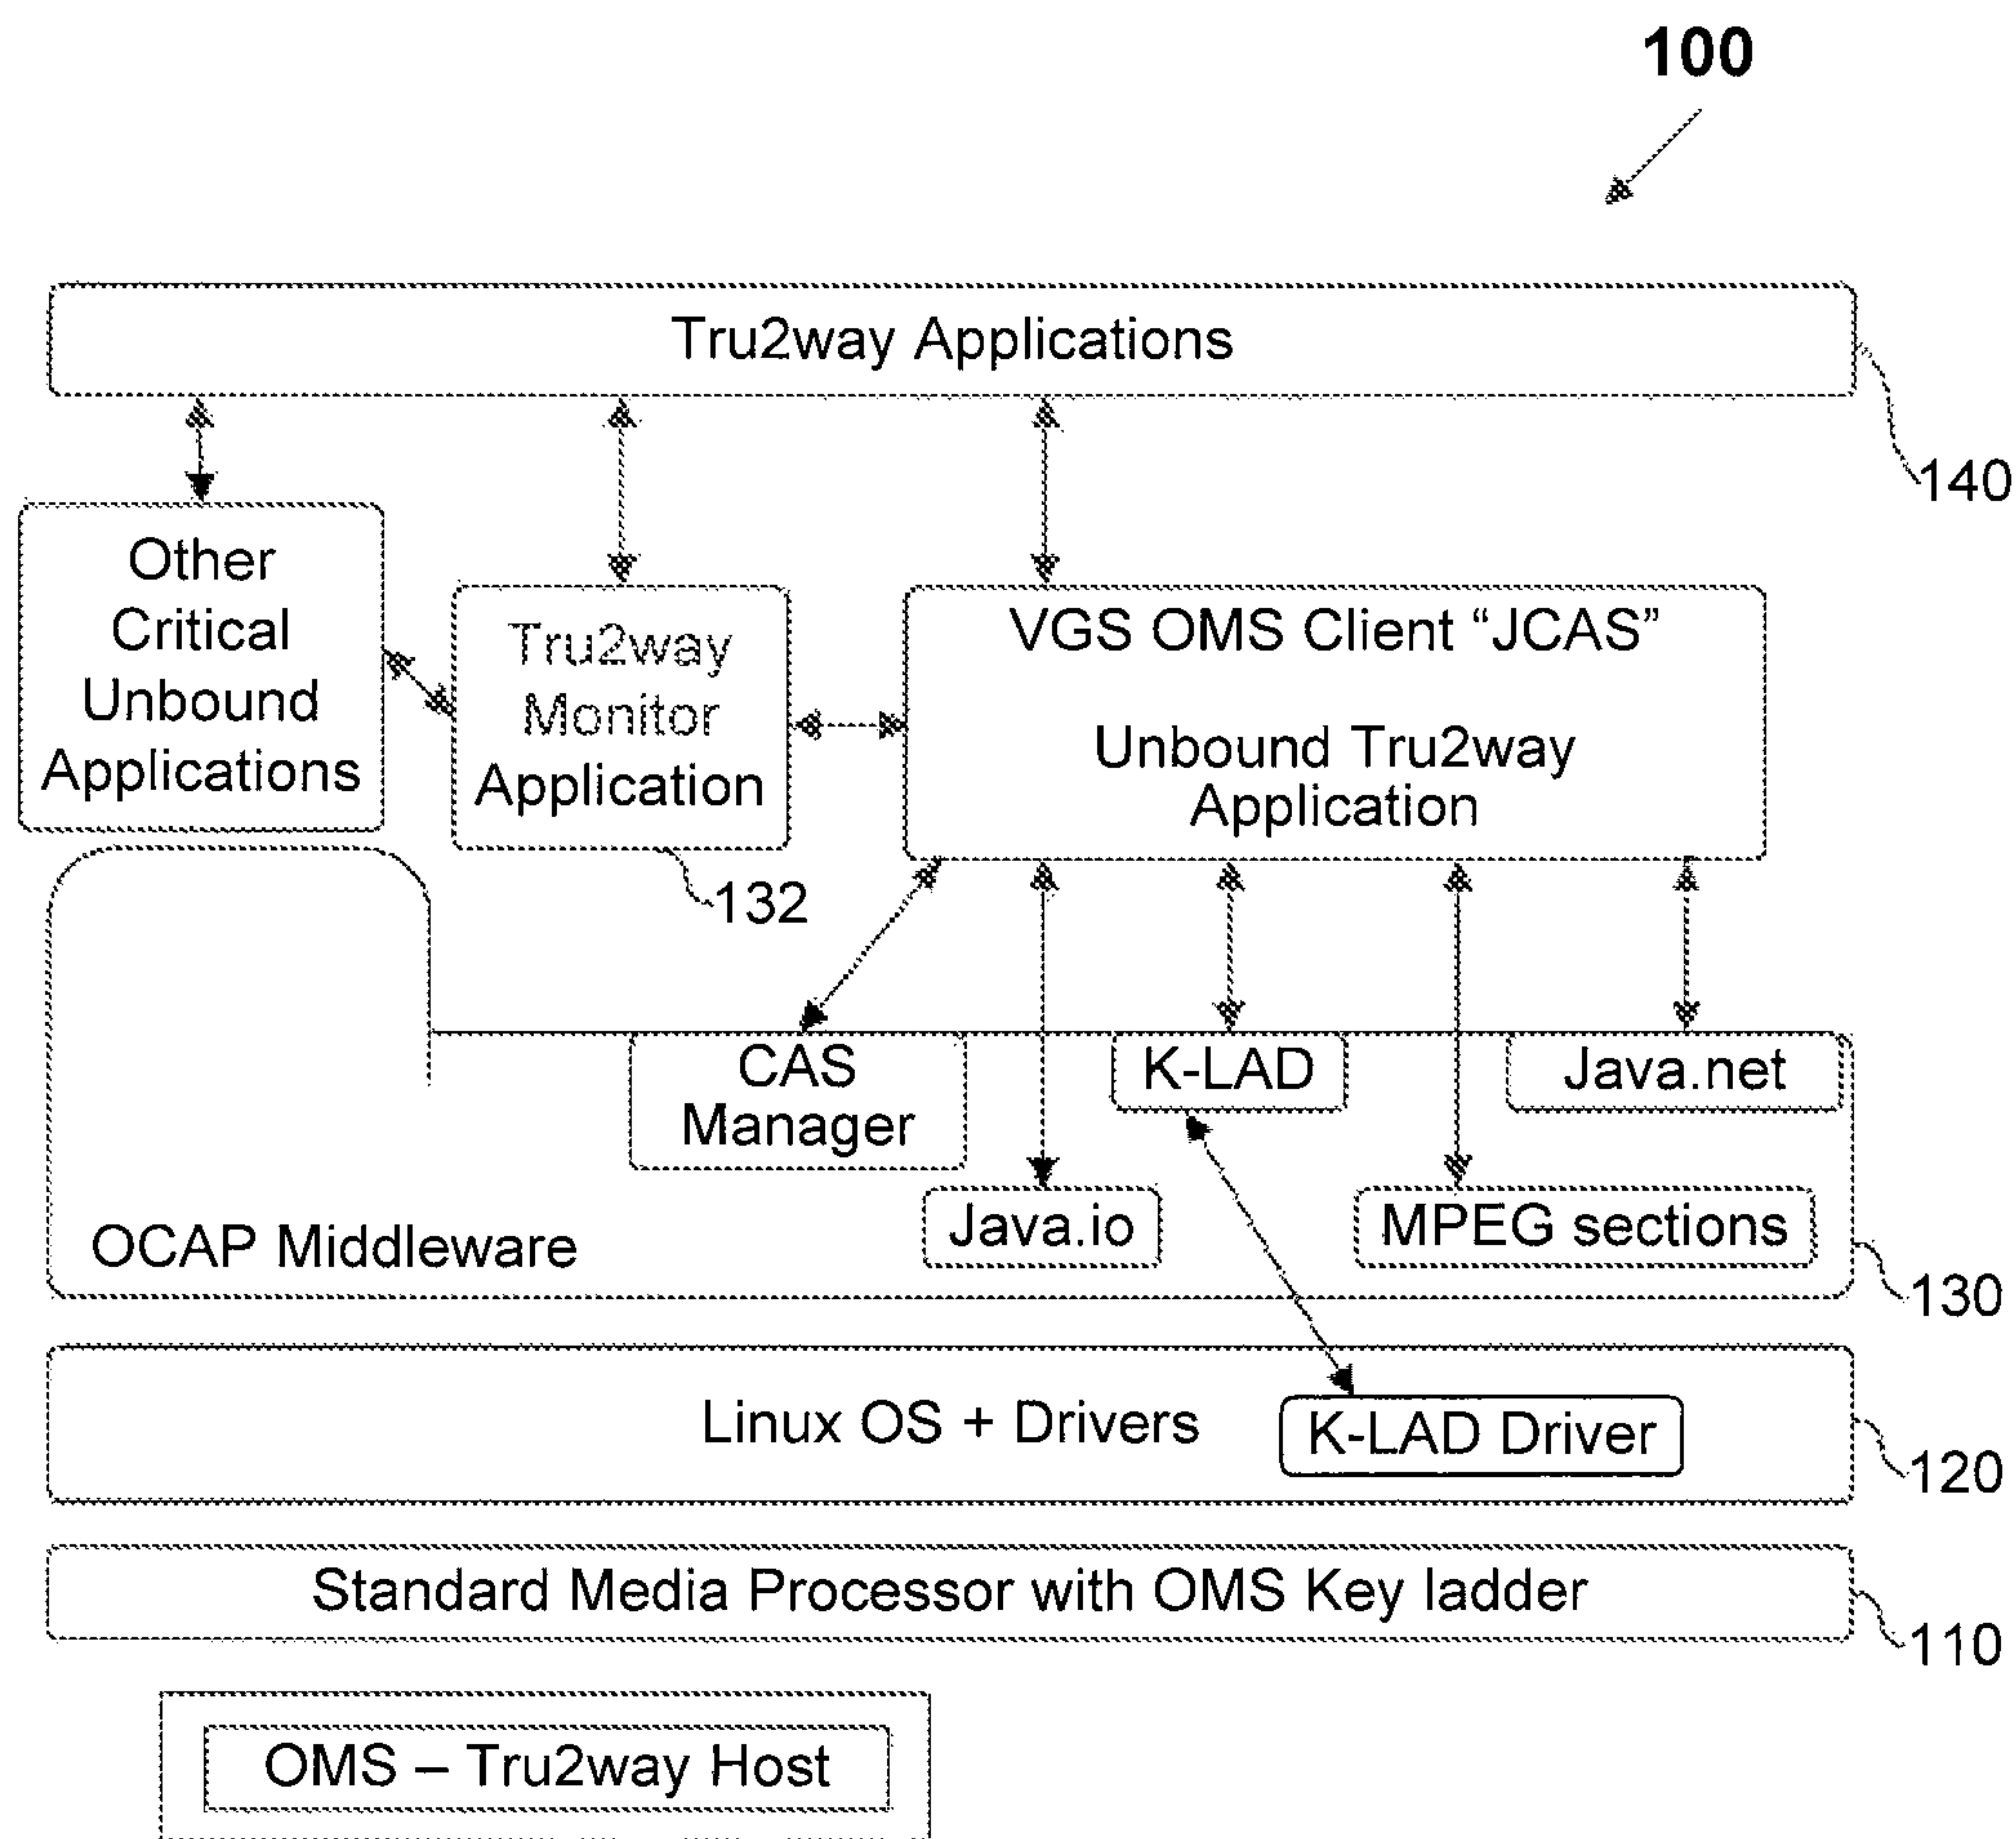 100
Tru2way Applications
140
Other
Critical
Unbound
Applications
Tru2way
Monitor
Application
132
VGS OMS Client “JCAS”
Unbound Tru2way
Application
CAS
Manager
K-LAD
Java.net
Java.io
MPEG sections
OCAP Middleware
130
Linux OS + Drivers
K-LAD Driver
120
Standard Media Processor with OMS Key ladder
110
OMS – Tru2way Host